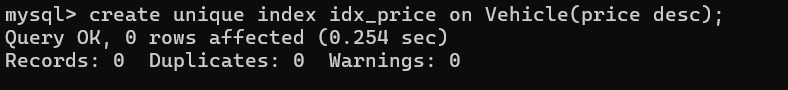 mysql> create unique index idx_price on Vehicle(price desc);
Query OK, 0 rows affected (0.254 sec)
Records: 0  Duplicates: 0  Warnings: 0